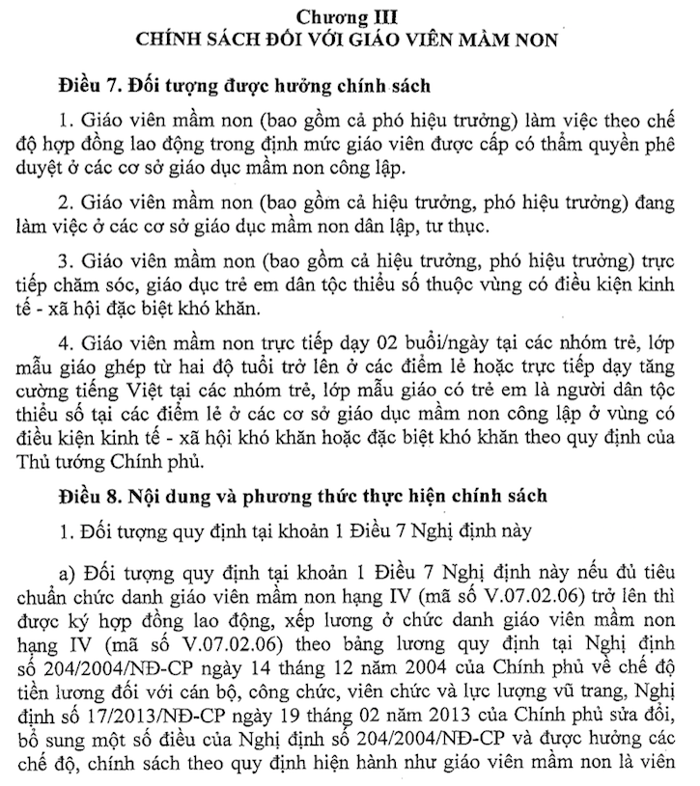 Chương III
CHÍNH SÁCH ĐỐI VỚI GIÁO VIÊN MẦM NON
Điều 7. Đối tượng được hưởng chính sách
1. Giáo viên mầm non (bao gồm cả phó hiệu trưởng) làm việc theo chế
độ hợp đồng lao động trong định mức giáo viên được cấp có thẩm quyền phê
duyệt ở các cơ sở giáo dục mầm non công lập.
2. Giáo viên mầm non (bao gồm cả hiệu trưởng, phó hiệu trưởng) đang
làm việc ở các cơ sở giáo dục mầm non dân lập, tư thục.
3. Giáo viên mầm non (bao gồm cả hiệu trưởng, phó hiệu trưởng) trực
tiếp chăm sóc, giáo dục trẻ em dân tộc thiểu số thuộc vùng có điều kiện kinh
tế - xã hội đặc biệt khó khăn.
4. Giáo viên mầm non trực tiếp dạy 02 buổi/ngày tại các nhóm trẻ, lớp
mẫu giáo ghép từ hai độ tuổi trở lên ở các điểm lẻ hoặc trực tiếp dạy tăng
cường tiếng Việt tại các nhóm trẻ, lớp mẫu giáo có trẻ em là người dân tộc
thiểu số tại các điểm lẻ ở các cơ sở giáo dục mầm non công lập ở vùng có
điều kiện kinh tế - xã hội khó khăn hoặc đặc biệt khó khăn theo quy định của
Thủ tướng Chính phủ.
Điều 8. Nội dung và phương thức thực hiện chính sách
1. Đối tượng quy định tại khoản 1 Điều 7 Nghị định này
a) Đối tượng quy định tại khoản 1 Điều 7 Nghị định này nếu đủ tiêu
chuẩn chức danh giáo viên mầm non hạng IV (mã số V.07.02.06) trở lên thì
được ký hợp đồng lao động, xếp lương ở chức danh giáo viên mầm non
hạng IV (mã số V.07.02.06) theo bảng lương quy định tại Nghị định
số 204/2004/NĐ-CP ngày 14 tháng 12 năm 2004 của Chính phủ về chế độ
tiền lương đối với cán bộ, công chức, viên chức và lực lượng vũ trang, Nghị
định số 17/2013/NĐ-CP ngày 19 tháng 02 năm 2013 của Chính phủ sửa đổi,
bổ sung một số điều của Nghị định số 204/2004/NĐ-CP và được hưởng các
chế độ, chính sách theo quy định hiện hành như giáo viên mầm non là viên